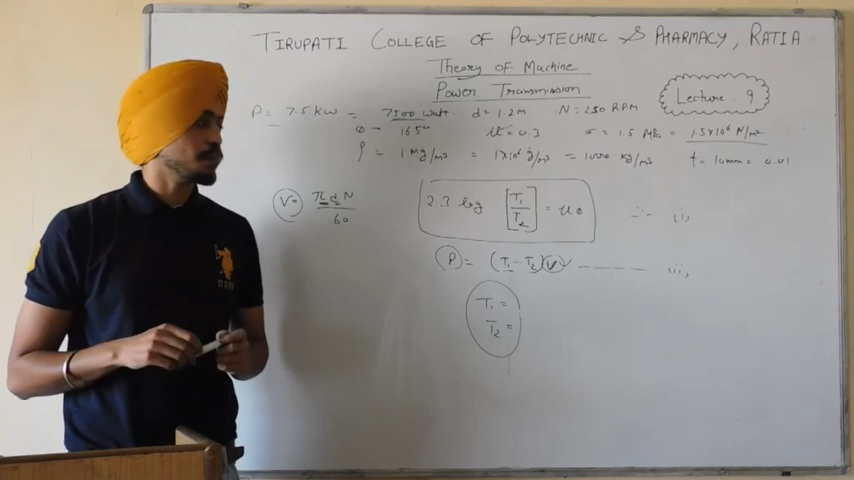 TIRUPATI COLLEGE OF POLYTECHNIC & PHARMACY, RATIA
Theory of Machine
Power Transmission
Lecture 9
P = 7.5 kW = 7500 watt d = 1.2 m N = 250 RPM
θ = 165° μ = 0.3 σ = 1.5 MPa = 1.5×10⁶ N/m²
ρ = 1 Mg/m³ = 1×10⁶ g/m³ = 1000 kg/m³ t = 10mm = 0.01
V = πdN/60
2.3 log [T₁/T₂] = μθ :- (i)
P = (T₁ - T₂) V ------ (ii)
T₁ =
T₂ =